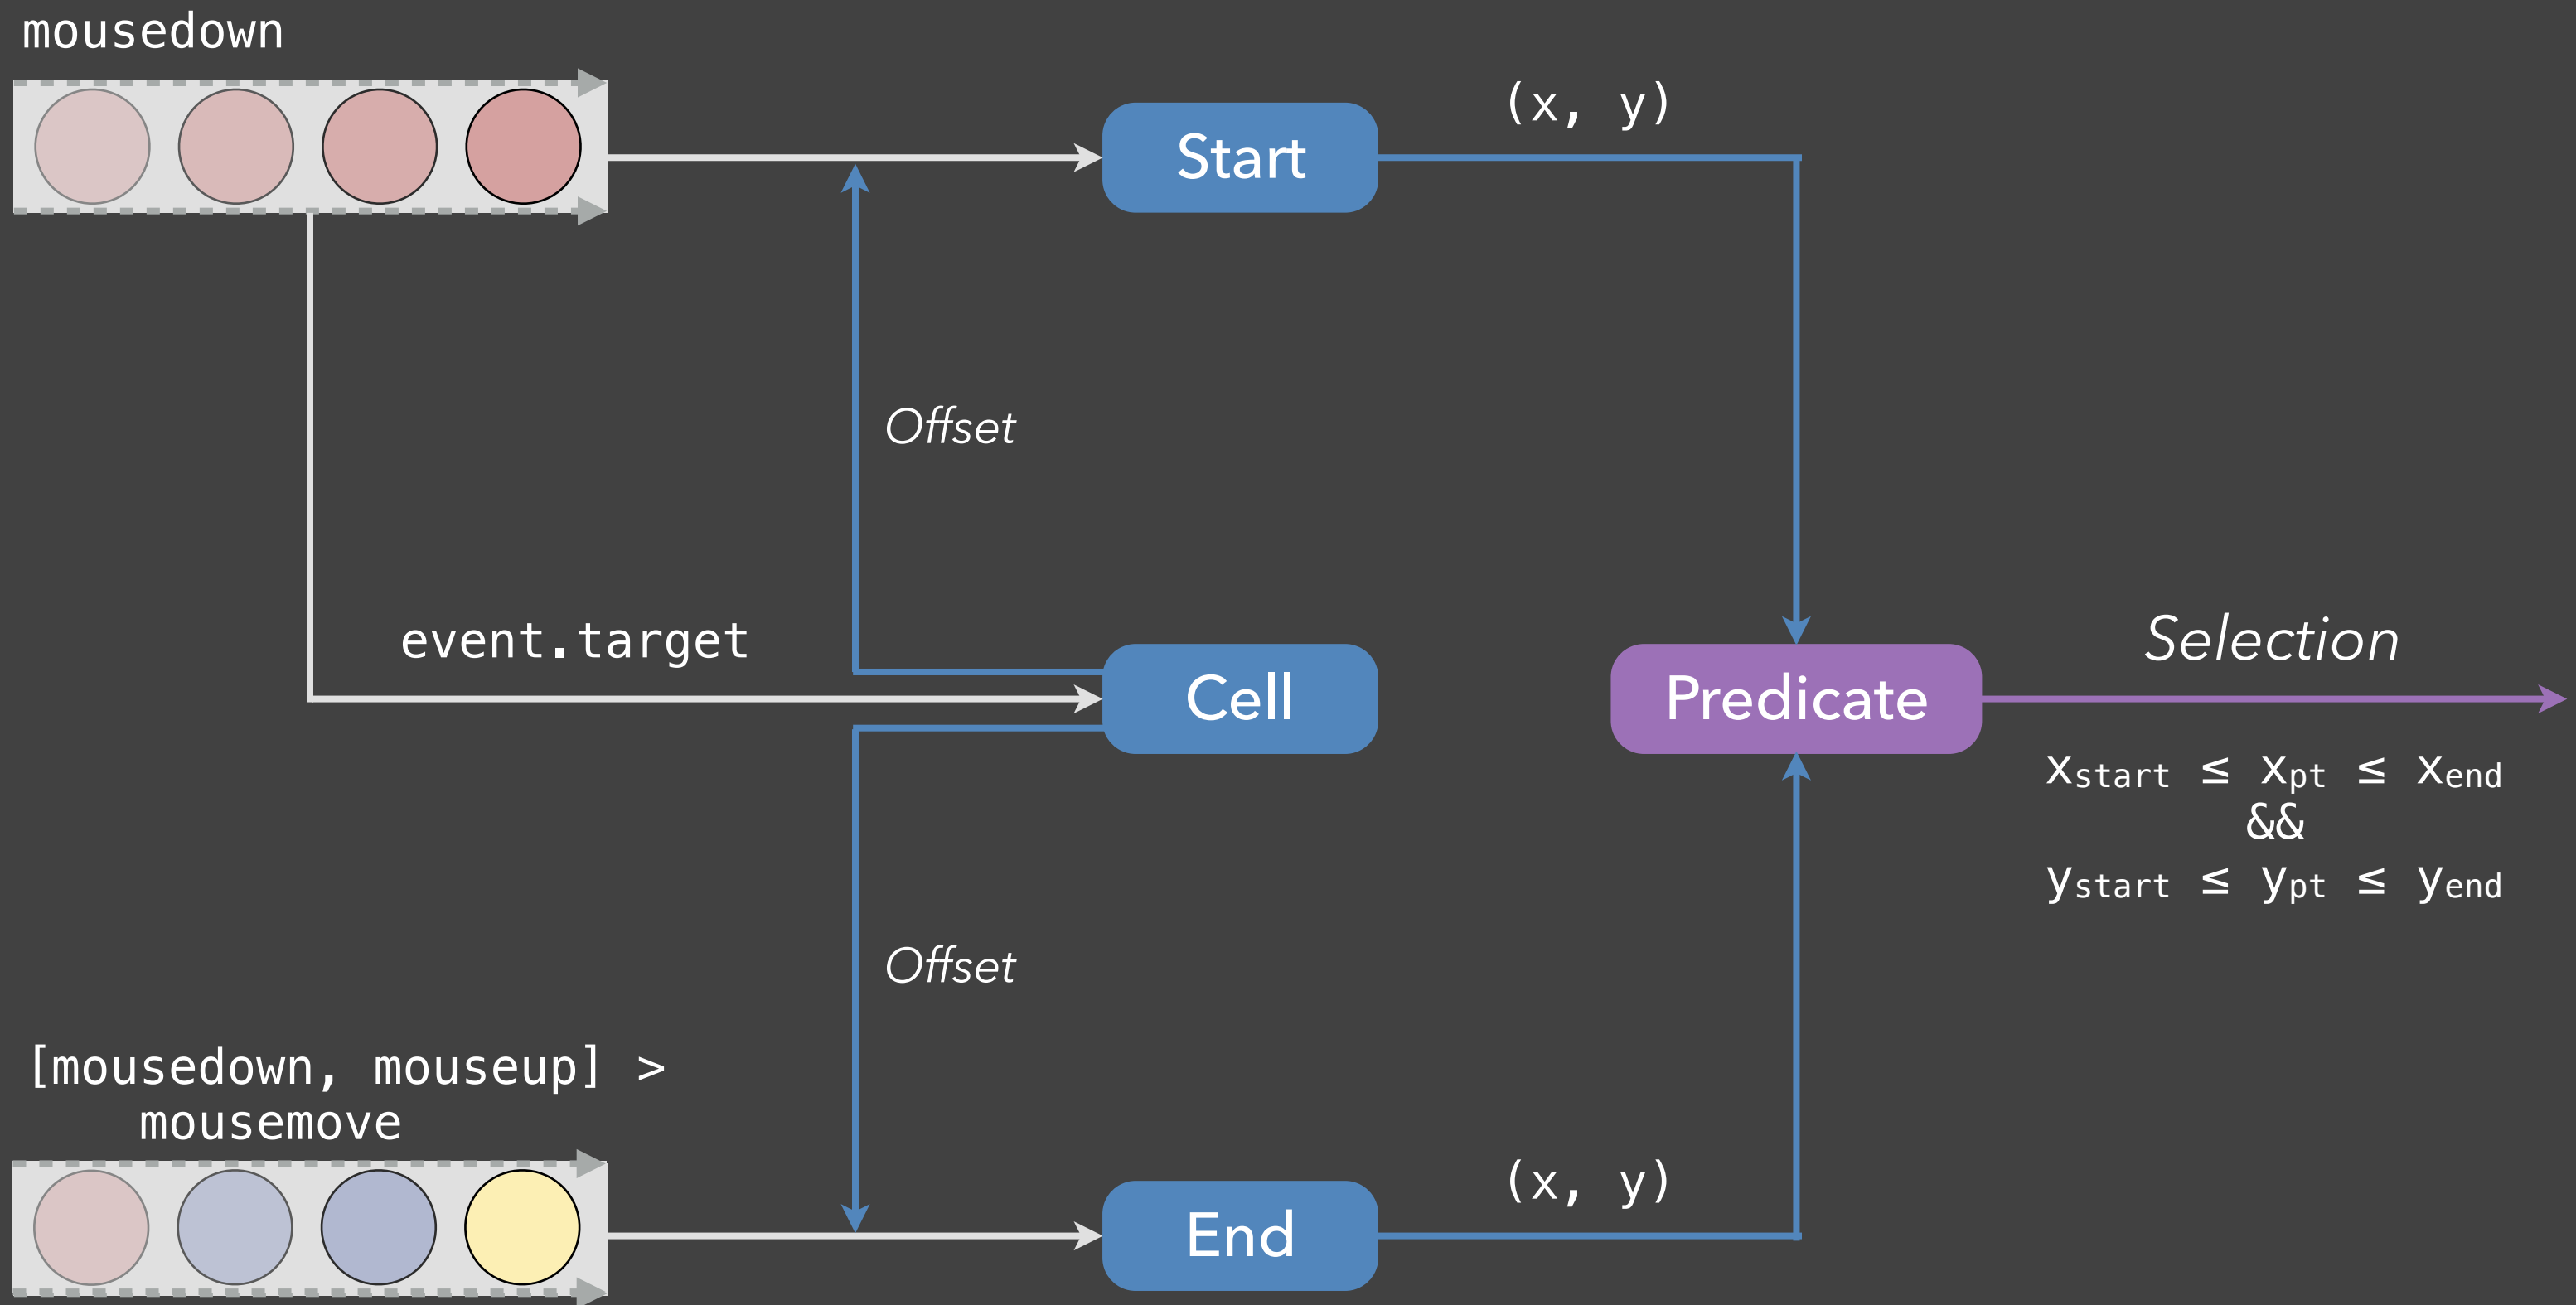 mousedown
(x, y)
Start
Offset
event.target
Cell
Predicate
Selection
xstart ≤ xpt ≤ xend
&&
ystart ≤ ypt ≤ yend
Offset
[mousedown, mouseup] >
mousemove
(x, y)
End